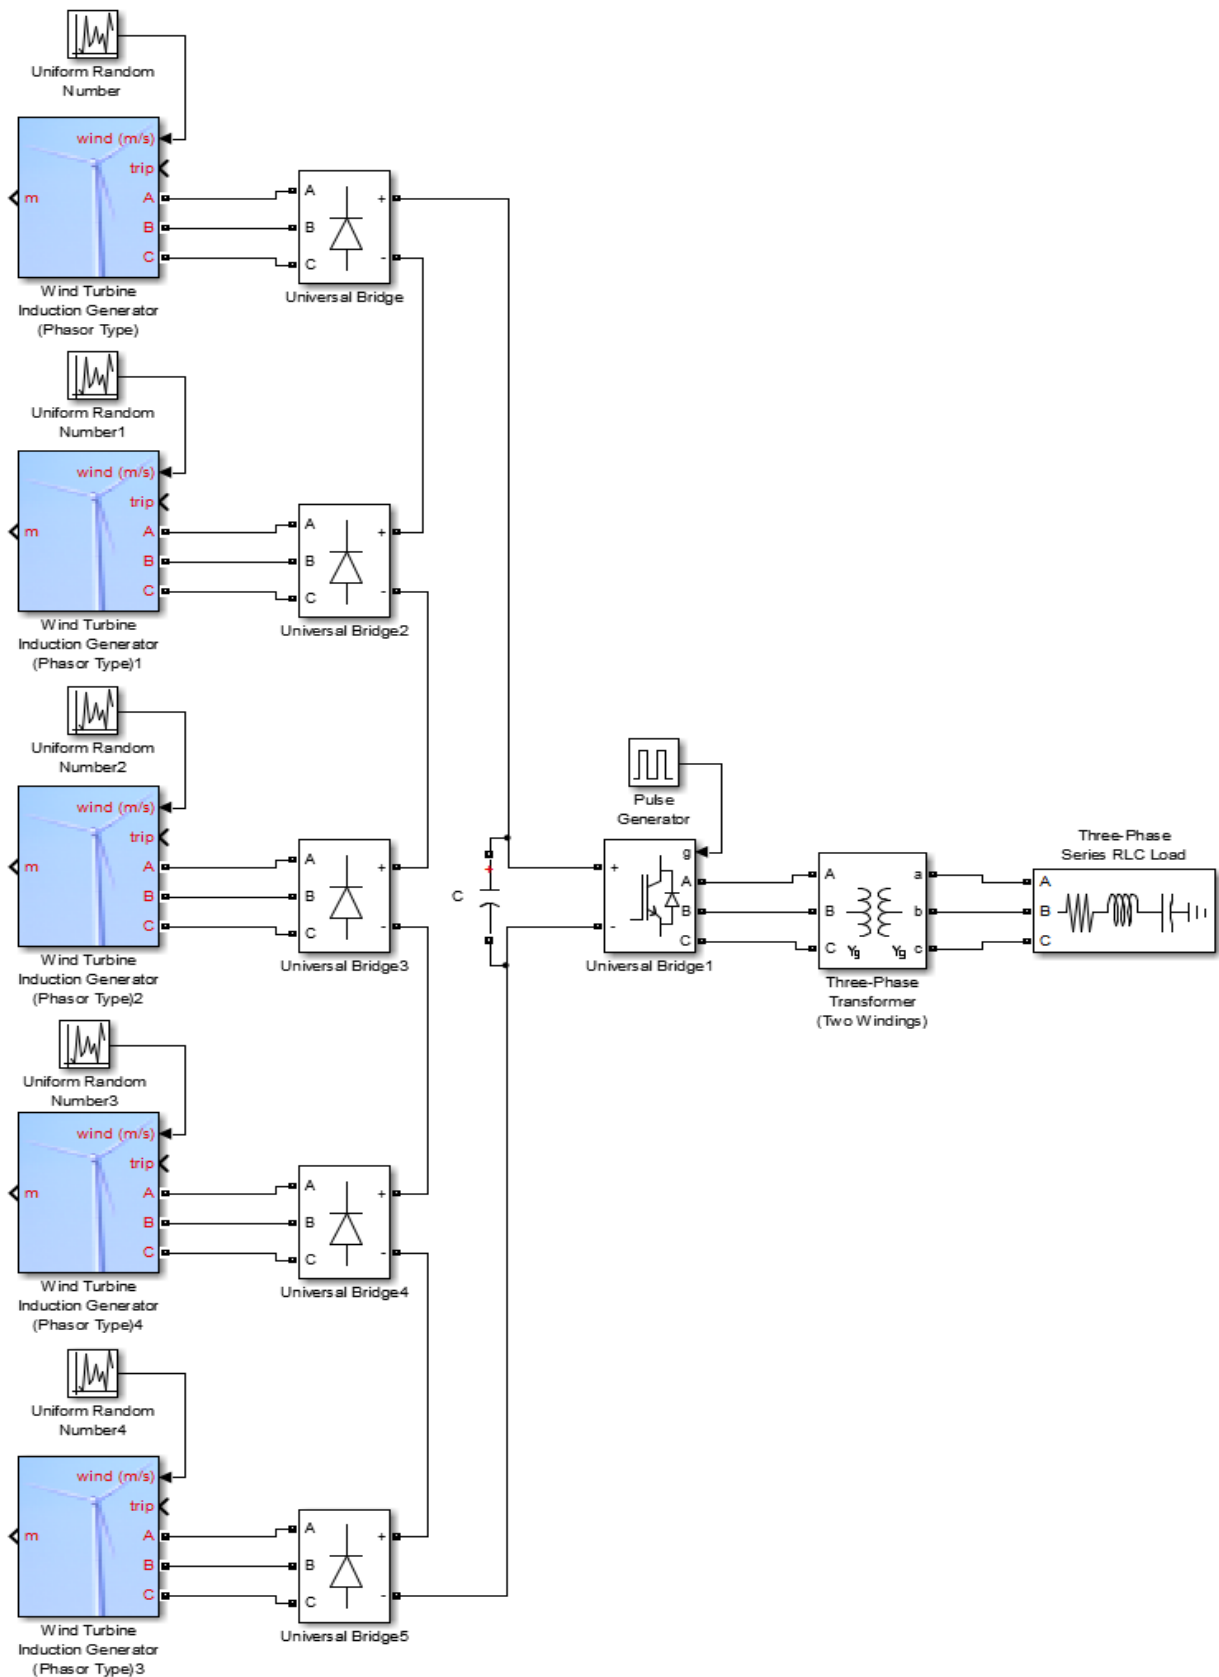 Uniform Random
Number
wind (m/s)
trip
m
A
B
C
Wind Turbine
Induction Generator
(Phasor Type)
A
B
C
+
-
Universal Bridge
Uniform Random
Number1
wind (m/s)
trip
m
A
B
C
Wind Turbine
Induction Generator
(Phasor Type)1
A
B
C
+
-
Universal Bridge2
Uniform Random
Number2
wind (m/s)
trip
m
A
B
C
Wind Turbine
Induction Generator
(Phasor Type)2
A
B
C
+
-
Universal Bridge3
Uniform Random
Number3
wind (m/s)
trip
m
A
B
C
Wind Turbine
Induction Generator
(Phasor Type)4
A
B
C
+
-
Universal Bridge4
Uniform Random
Number4
wind (m/s)
trip
m
A
B
C
Wind Turbine
Induction Generator
(Phasor Type)3
A
B
C
+
-
Universal Bridge5
+
C
Pulse
Generator
g
+
-
A
B
C
Universal Bridge1
A
B
C
Yg
Yg
a
b
c
Three-Phase
Transformer
(Two Windings)
Three-Phase
Series RLC Load
A
B
C